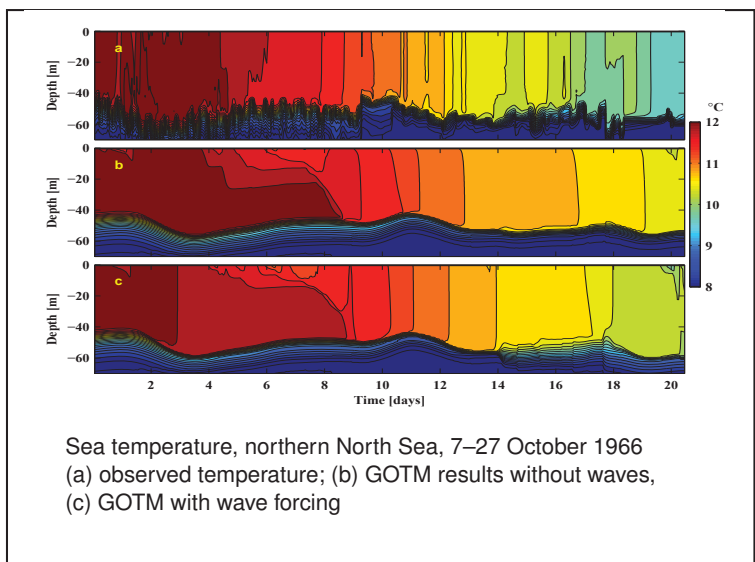 a
0
−20
−40
−60
Depth [m]
b
0
−20
−40
−60
Depth [m]
c
0
−20
−40
−60
Depth [m]
2 4 6 8 10 12 14 16 18 20
Time [days]
°C
12
11
10
9
8
Sea temperature, northern North Sea, 7–27 October 1966
(a) observed temperature; (b) GOTM results without waves,
(c) GOTM with wave forcing